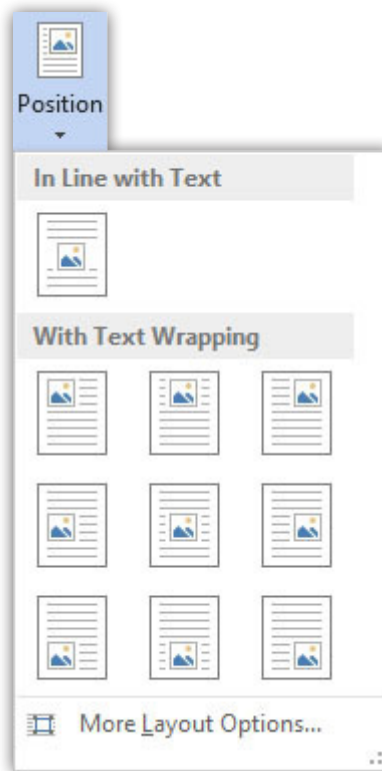 Position
In Line with Text
With Text Wrapping
More Layout Options...